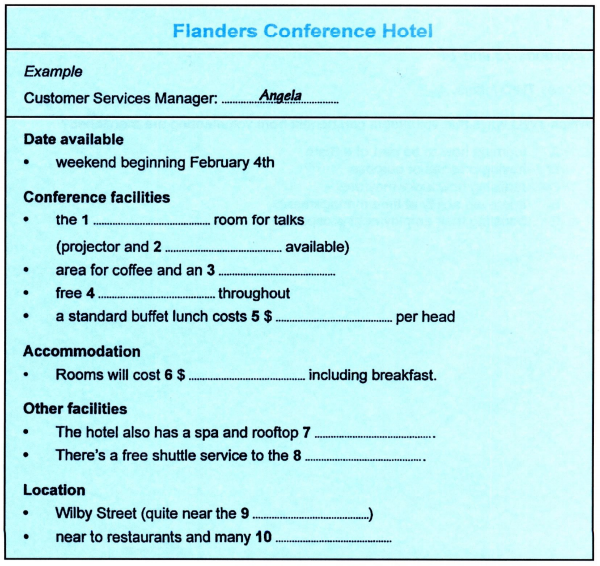 Flanders Conference Hotel
Example
Customer Services Manager: ........Angela........
Date available
• weekend beginning February 4th
Conference facilities
• the 1 ........................ room for talks
(projector and 2 ........................ available)
• area for coffee and an 3 ........................
• free 4 ........................ throughout
• a standard buffet lunch costs 5 $ ........................ per head
Accommodation
• Rooms will cost 6 $ ........................ including breakfast.
Other facilities
• The hotel also has a spa and rooftop 7 ........................ .
• There's a free shuttle service to the 8 ........................ .
Location
• Wilby Street (quite near the 9 ........................)
• near to restaurants and many 10 ........................